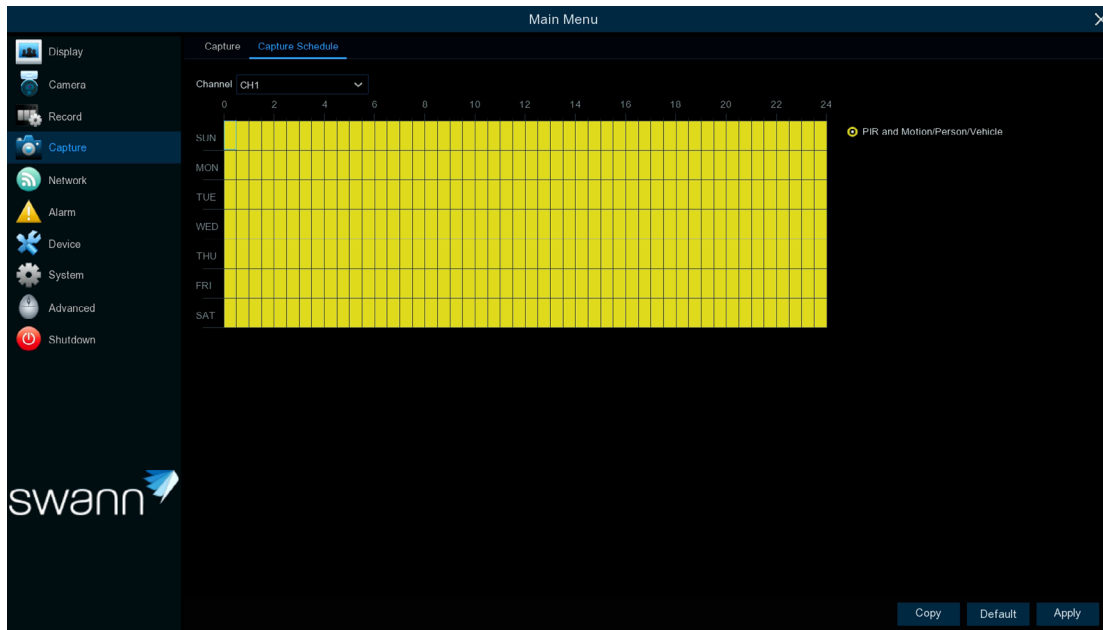 Main Menu
Display
Camera
Record
Capture
Network
Alarm
Device
System
Advanced
Shutdown
swann
Capture Capture Schedule
Channel CH1
0 2 4 6 8 10 12 14 16 18 20 22 24
SUN
MON
TUE
WED
THU
FRI
SAT
PIR and Motion/Person/Vehicle
Copy Default Apply